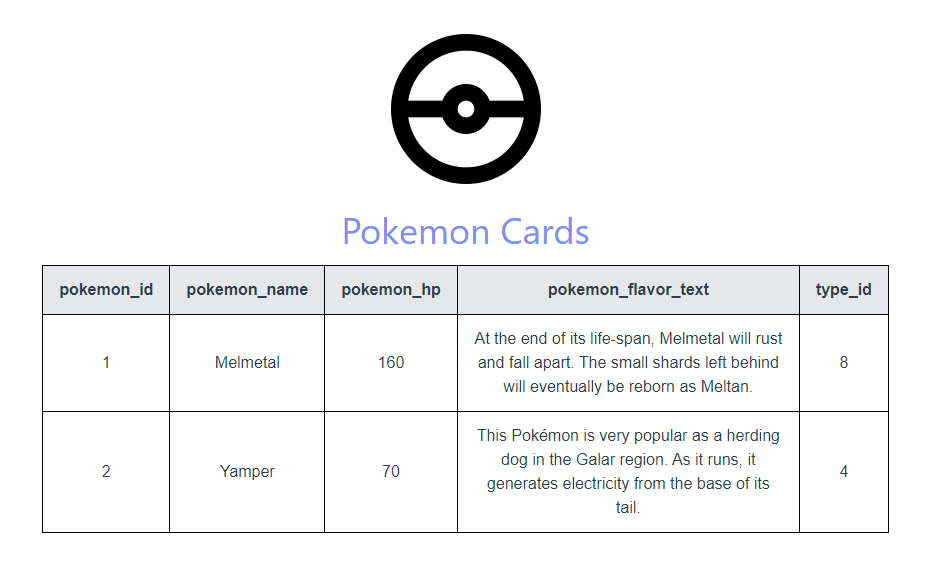 Pokemon Cards
pokemon_id pokemon_name pokemon_hp pokemon_flavor_text type_id
1 Melmetal 160 At the end of its life-span, Melmetal will rust
and fall apart. The small shards left behind
will eventually be reborn as Meltan. 8
2 Yamper 70 This Pokémon is very popular as a herding
dog in the Galar region. As it runs, it
generates electricity from the base of its
tail. 4